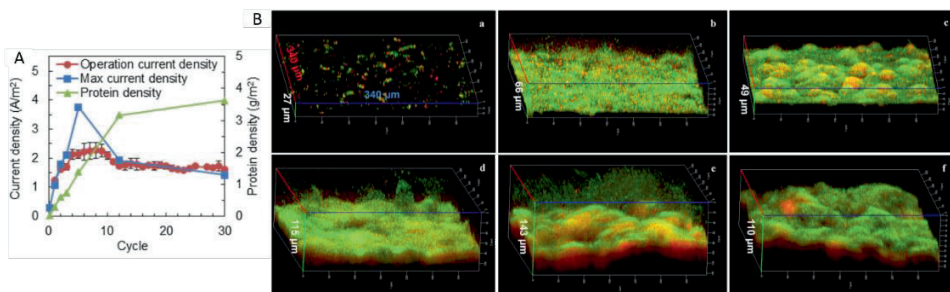 A
Operation current density
Max current density
Protein density
Current density (A/m²)
Protein density (g/m²)
5
4
3
2
1
0
5
4
3
2
1
0
0
10
20
30
Cycle
B
a
340 µm
340 µm
27 µm
b
c
49 µm
d
115 µm
e
143 µm
f
110 µm